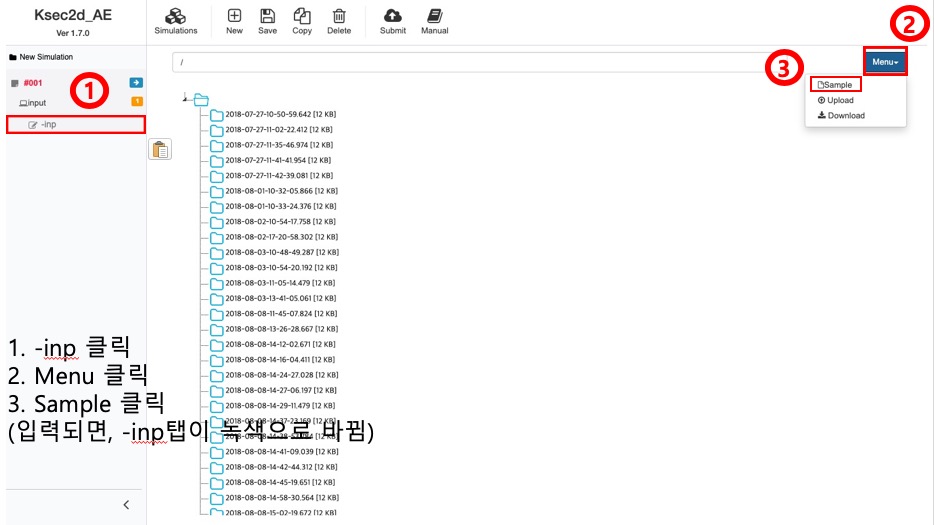 Ksec2d_AE
Ver 1.7.0
Simulations
New
Save
Copy
Delete
Submit
Manual
2
New Simulation
/
Menu
3
#001
1
input
1
-inp
Sample
Upload
Download
2018-07-27-10-50-59.642 [12 KB]
2018-07-27-11-02-22.412 [12 KB]
2018-07-27-11-35-46.974 [12 KB]
2018-07-27-11-41-41.954 [12 KB]
2018-07-27-11-42-39.081 [12 KB]
2018-08-01-10-32-05.866 [12 KB]
2018-08-01-10-33-24.376 [12 KB]
2018-08-02-10-54-17.758 [12 KB]
2018-08-02-17-20-58.302 [12 KB]
2018-08-03-10-48-49.287 [12 KB]
2018-08-03-10-54-20.192 [12 KB]
2018-08-03-11-05-14.479 [12 KB]
2018-08-03-13-41-05.061 [12 KB]
2018-08-08-11-45-07.824 [12 KB]
2018-08-08-13-26-28.667 [12 KB]
2018-08-08-14-12-02.671 [12 KB]
2018-08-08-14-16-04.411 [12 KB]
2018-08-08-14-24-27.028 [12 KB]
2018-08-08-14-27-06.197 [12 KB]
2018-08-08-14-29-11.479 [12 KB]
2018-08-08-14-37-23.169 [12 KB]
2018-08-08-14-41-09.039 [12 KB]
2018-08-08-14-42-44.312 [12 KB]
2018-08-08-14-45-19.651 [12 KB]
2018-08-08-14-58-30.564 [12 KB]
2018-08-08-15-02-19.672 [12 KB]
1. -inp 클릭
2. Menu 클릭
3. Sample 클릭
(입력되면, -inp탭이 녹색으로 바뀜)